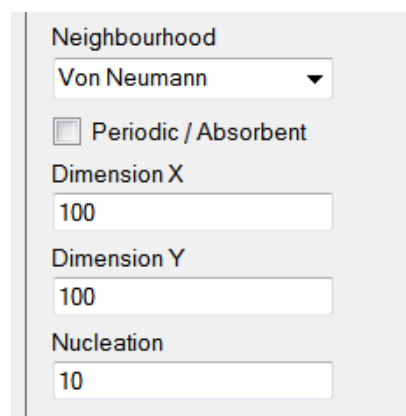 Neighbourhood
Von Neumann
Periodic / Absorbent
Dimension X
100
Dimension Y
100
Nucleation
10